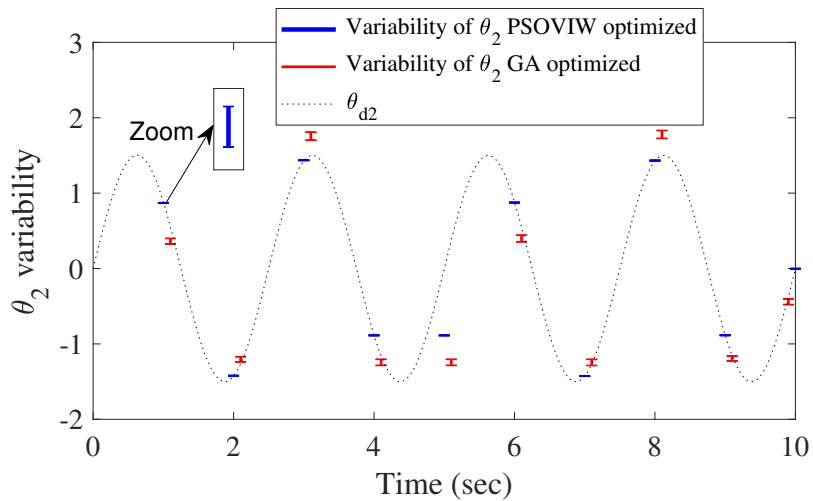 Variability of θ2 PSOVIW optimized
Variability of θ2 GA optimized
θd2
Zoom
3
2
1
0
-1
-2
θ2 variability
0 2 4 6 8 10
Time (sec)